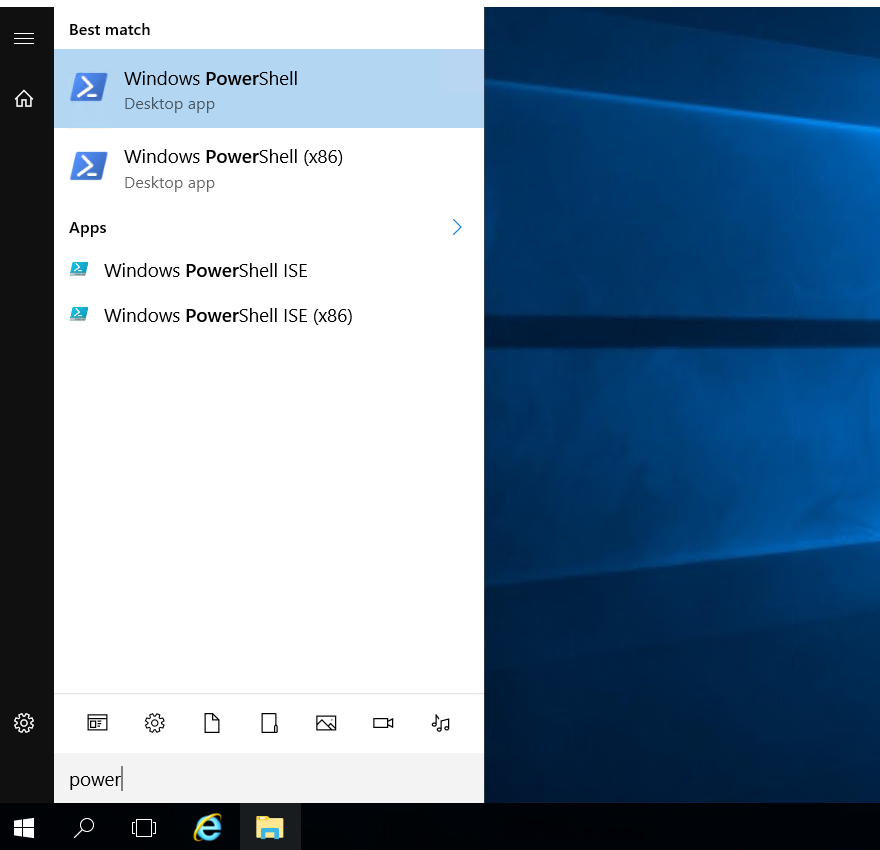 Best match
Windows PowerShell
Desktop app
Windows PowerShell (x86)
Desktop app
Apps
Windows PowerShell ISE
Windows PowerShell ISE (x86)
power